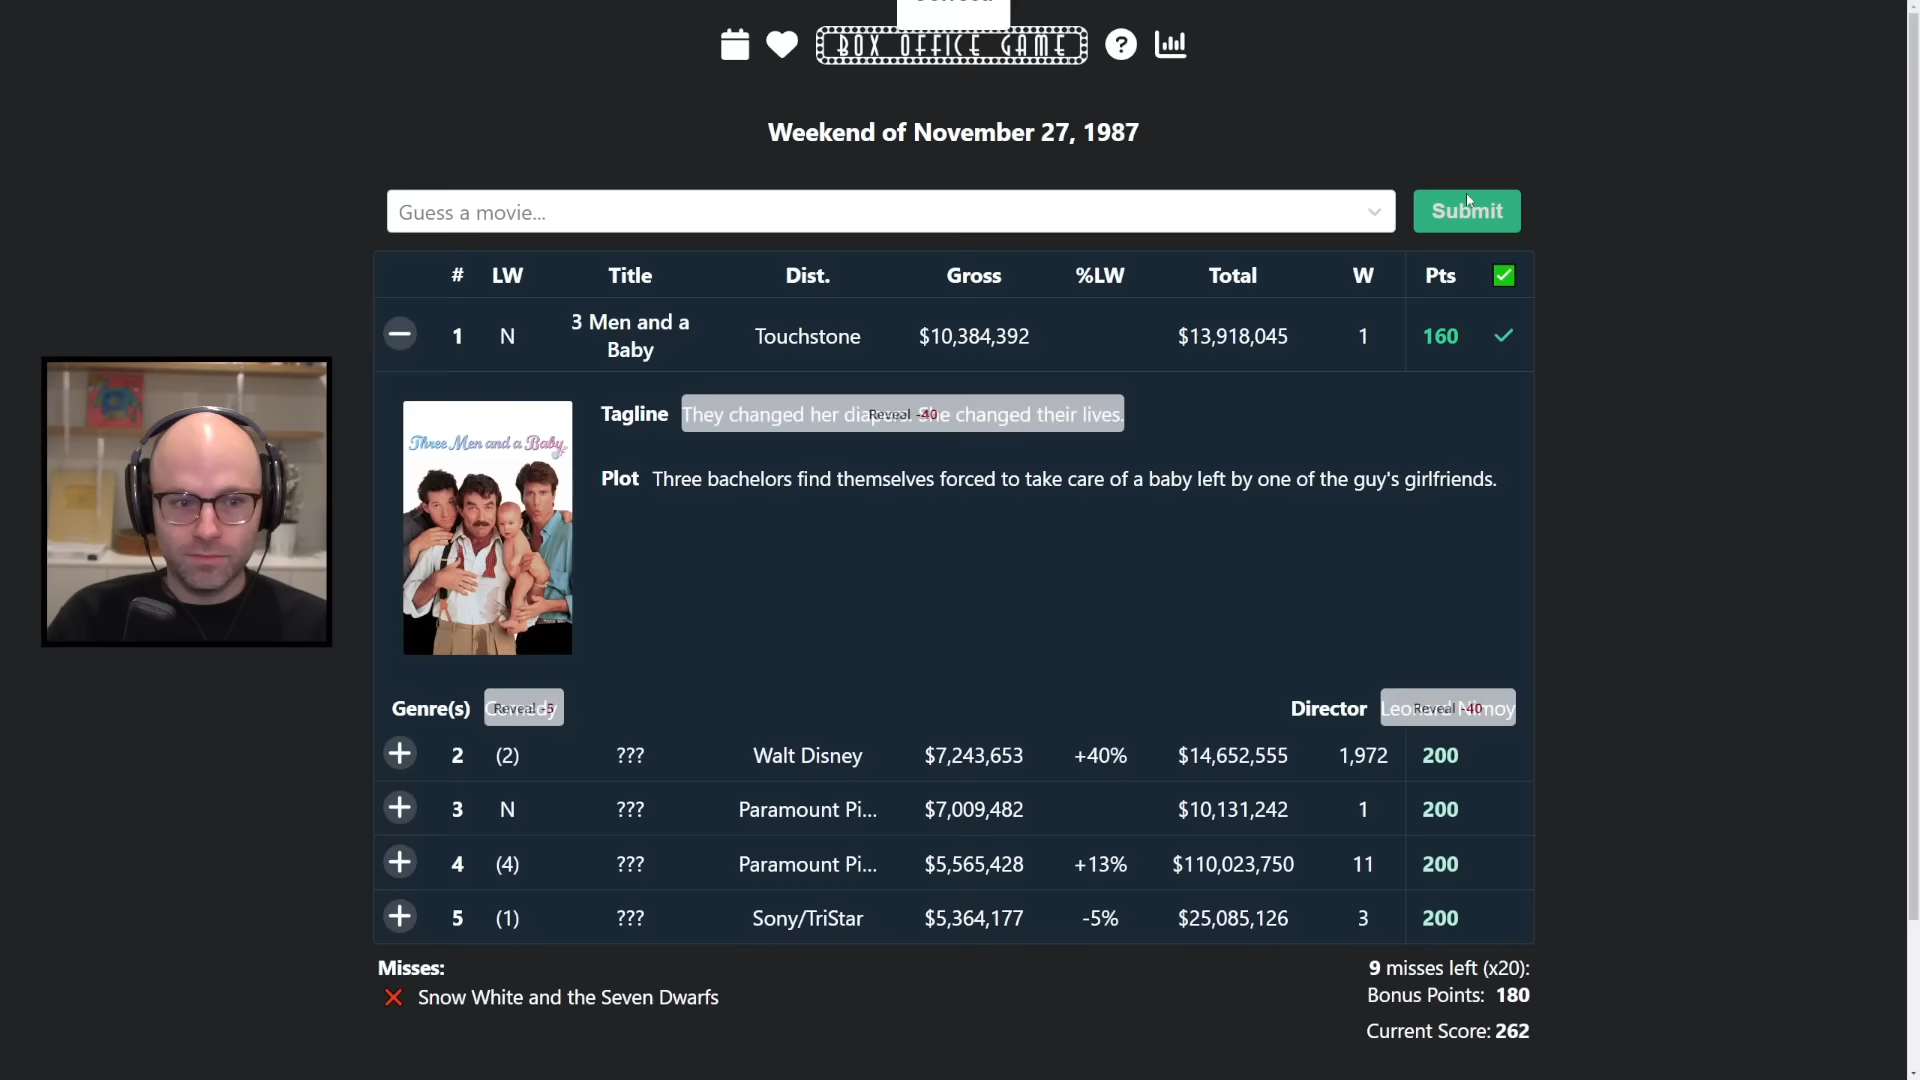 BOX OFFICE GAME
Weekend of November 27, 1987
Guess a movie...
Submit
# LW Title Dist. Gross %LW Total W Pts
1 N 3 Men and a Baby Touchstone $10,384,392 $13,918,045 1 160
Three Men and a Baby
Tagline They changed her diapers. She changed their lives. Reveal -40
Plot Three bachelors find themselves forced to take care of a baby left by one of the guy's girlfriends.
Genre(s) Comedy Reveal -5
Director Leonard Nimoy Reveal -40
2 (2) ??? Walt Disney $7,243,653 +40% $14,652,555 1,972 200
3 N ??? Paramount Pi... $7,009,482 $10,131,242 1 200
4 (4) ??? Paramount Pi... $5,565,428 +13% $110,023,750 11 200
5 (1) ??? Sony/TriStar $5,364,177 -5% $25,085,126 3 200
Misses:
Snow White and the Seven Dwarfs
9 misses left (x20):
Bonus Points: 180
Current Score: 262